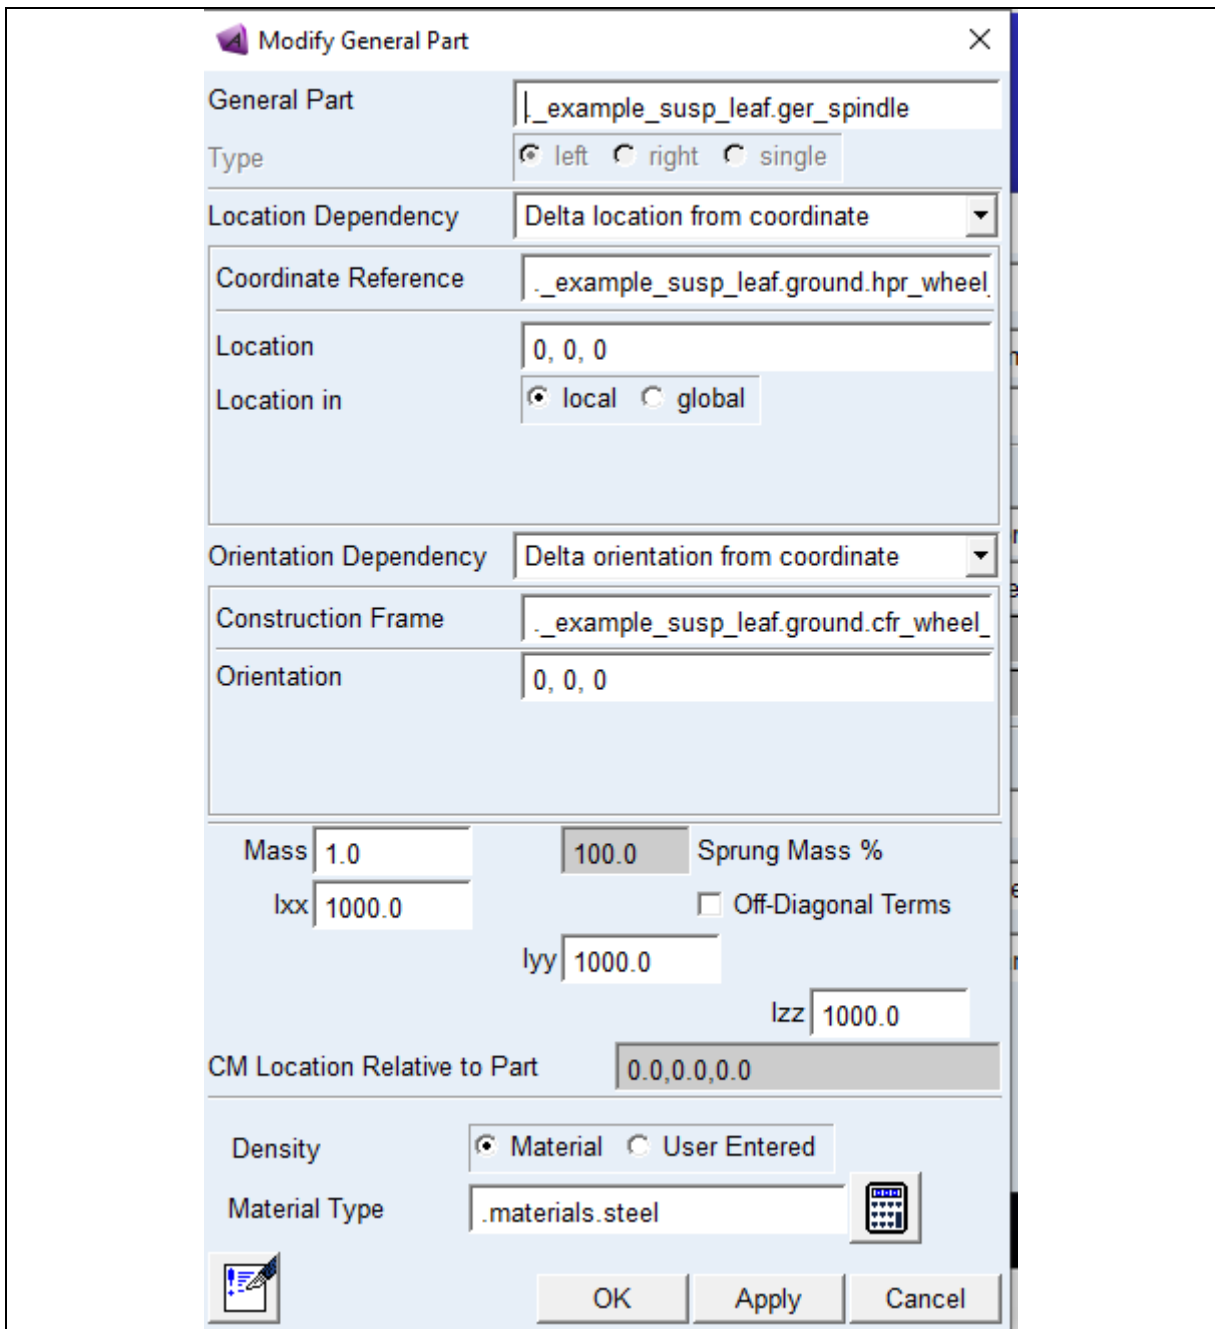 Modify General Part
General Part ._example_susp_leaf.ger_spindle
Type left right single
Location Dependency Delta location from coordinate
Coordinate Reference ._example_susp_leaf.ground.hpr_wheel_
Location 0, 0, 0
Location in local global
Orientation Dependency Delta orientation from coordinate
Construction Frame ._example_susp_leaf.ground.cfr_wheel_
Orientation 0, 0, 0
Mass 1.0 100.0 Sprung Mass %
Ixx 1000.0 Off-Diagonal Terms
Iyy 1000.0
Izz 1000.0
CM Location Relative to Part 0.0,0.0,0.0
Density Material User Entered
Material Type .materials.steel
OK Apply Cancel